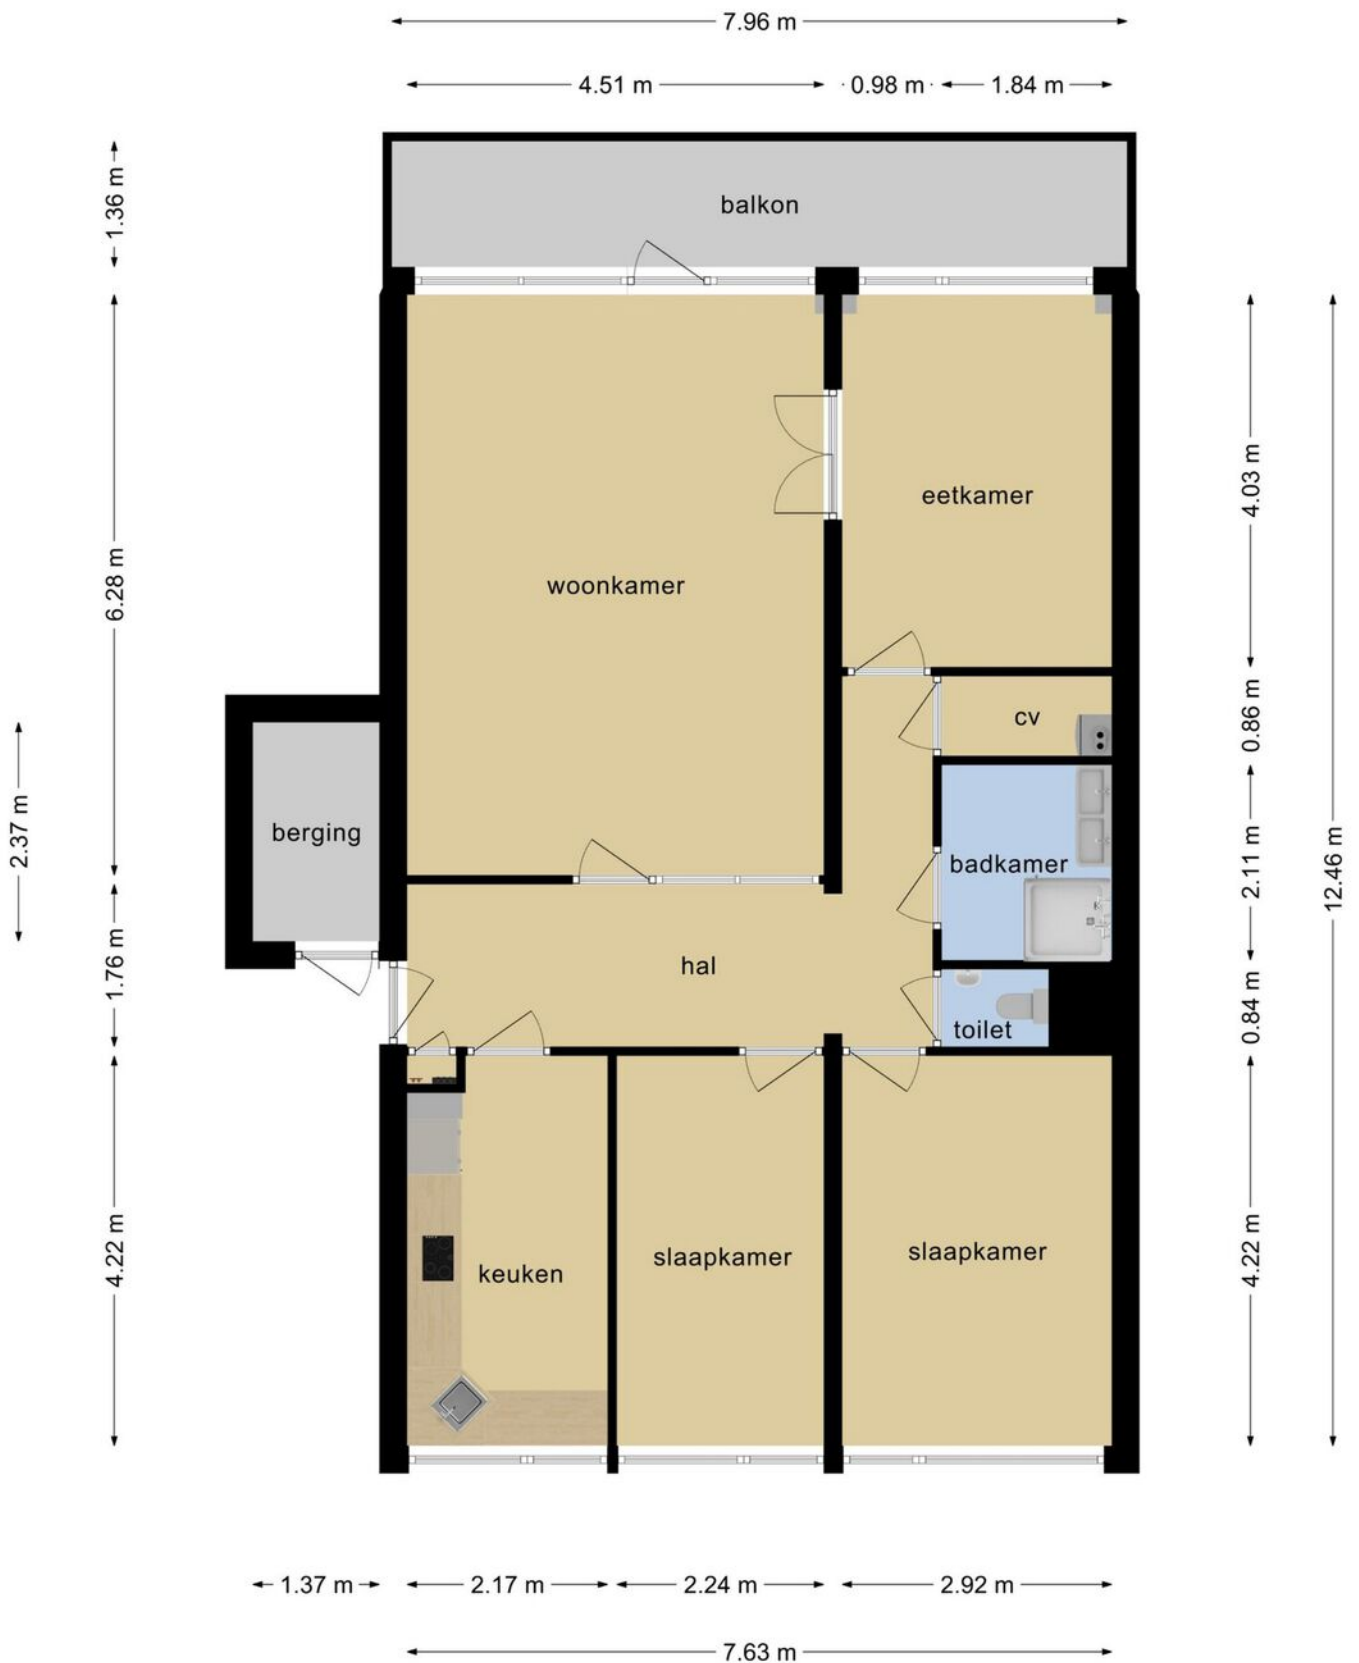 7.96 m
4.51 m
0.98 m
1.84 m
1.36 m
balkon
6.28 m
4.03 m
12.46 m
eetkamer
woonkamer
0.86 m
cv
2.37 m
berging
2.11 m
badkamer
1.76 m
hal
0.84 m
toilet
4.22 m
keuken
slaapkamer
slaapkamer
4.22 m
1.37 m
2.17 m
2.24 m
2.92 m
7.63 m